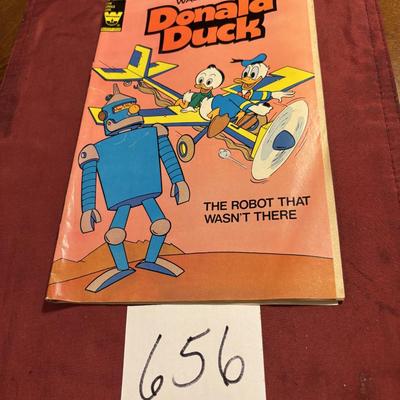 Donald
Duck
THE ROBOT THAT
WASN'T THERE
656